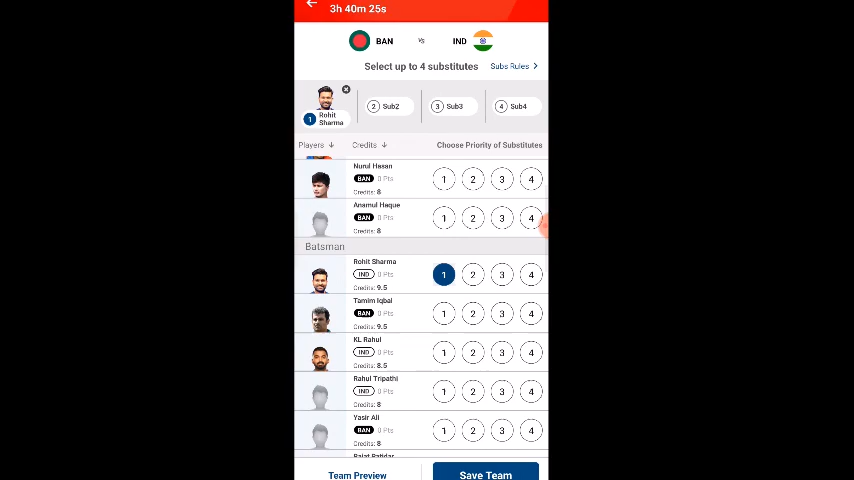 3h 40m 25s
BAN VS IND
Select up to 4 substitutes Subs Rules
1 Rohit Sharma
2 Sub2
3 Sub3
4 Sub4
Players Credits Choose Priority of Substitutes
Nurul Hasan
BAN 0 Pts 1 2 3 4
Credits: 8
Anamul Haque
BAN 0 Pts 1 2 3 4
Credits: 8
Batsman
Rohit Sharma
IND 0 Pts 1 2 3 4
Credits: 9.5
Tamim Iqbal
BAN 0 Pts 1 2 3 4
Credits: 9.5
KL Rahul
IND 0 Pts 1 2 3 4
Credits: 8.5
Rahul Tripathi
IND 0 Pts 1 2 3 4
Credits: 8
Yasir Ali
BAN 0 Pts 1 2 3 4
Credits: 8
Rajat Patidar
Team Preview Save Team